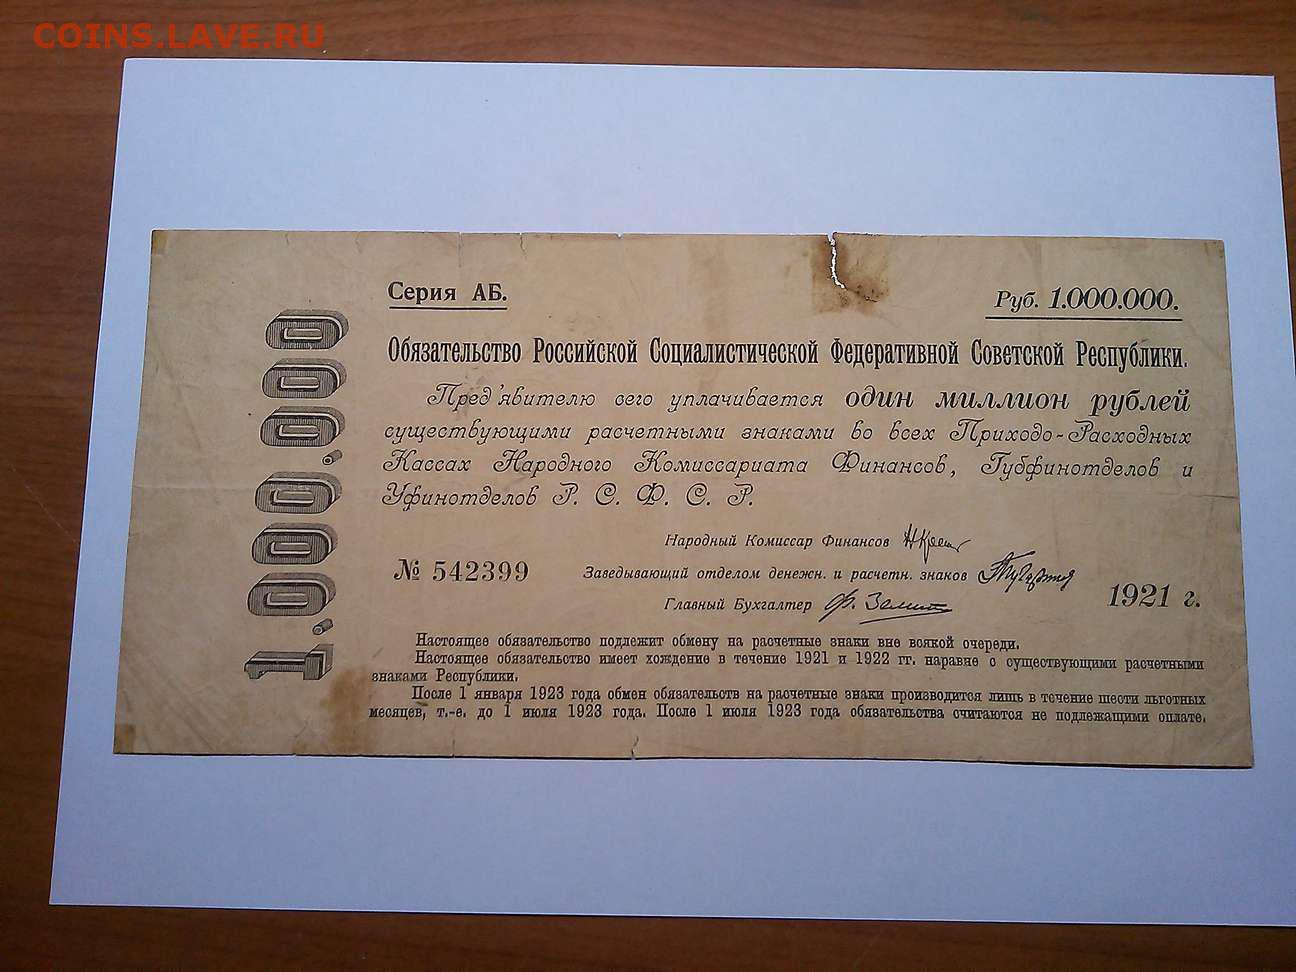 COINS.LAVE.RU
Серия АБ.
Руб. 1.000.000.
1.000.000
Обязательство Российской Социалистической Федеративной Советской Республики.
Пред'явителю сего уплачивается один миллион рублей
существующими расчетными знаками во всех Приходо-Расходных
Кассах Народного Комиссариата Финансов, Губфинотделов и
Уфинотделов Р. С. Ф. С. Р.
Народный Комиссар Финансов
№ 542399
Заведывающий отделом денежн. и расчетн. знаков
Главный Бухгалтер
1921 г.
Настоящее обязательство подлежит обмену на расчетные знаки вне всякой очереди.
Настоящее обязательство имеет хождение в течение 1921 и 1922 гг. наравне с существующими расчетными
знаками Республики.
После 1 января 1923 года обмен обязательств на расчетные знаки производится лишь в течение шести льготных
месяцев, т.-е. до 1 июля 1923 года. После 1 июля 1923 года обязательства считаются не подлежащими оплате.